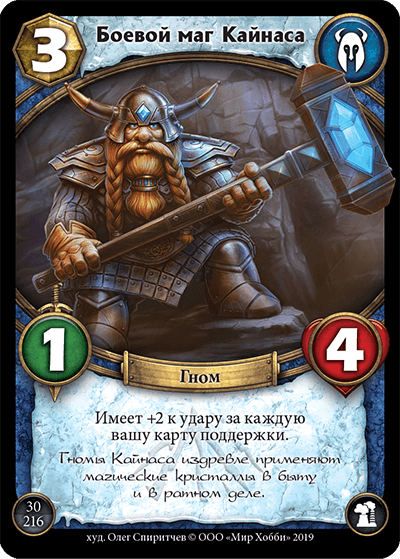 3
Боевой маг Кайнаса
1
4
Гном
Имеет +2 к удару за каждую
вашу карту поддержки.
Гномы Кайнаса издревле применяют
магические кристаллы в быту
и в ратном деле.
30
216
худ. Олег Спиритчев © ООО «Мир Хобби» 2019